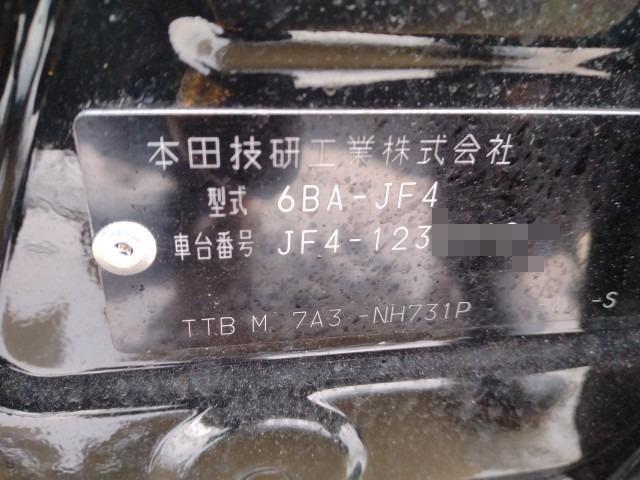 本田技研工業株式会社
型式 6BA-JF4
車台番号 JF4-123
TT.B M 7A3 -NH731P -S